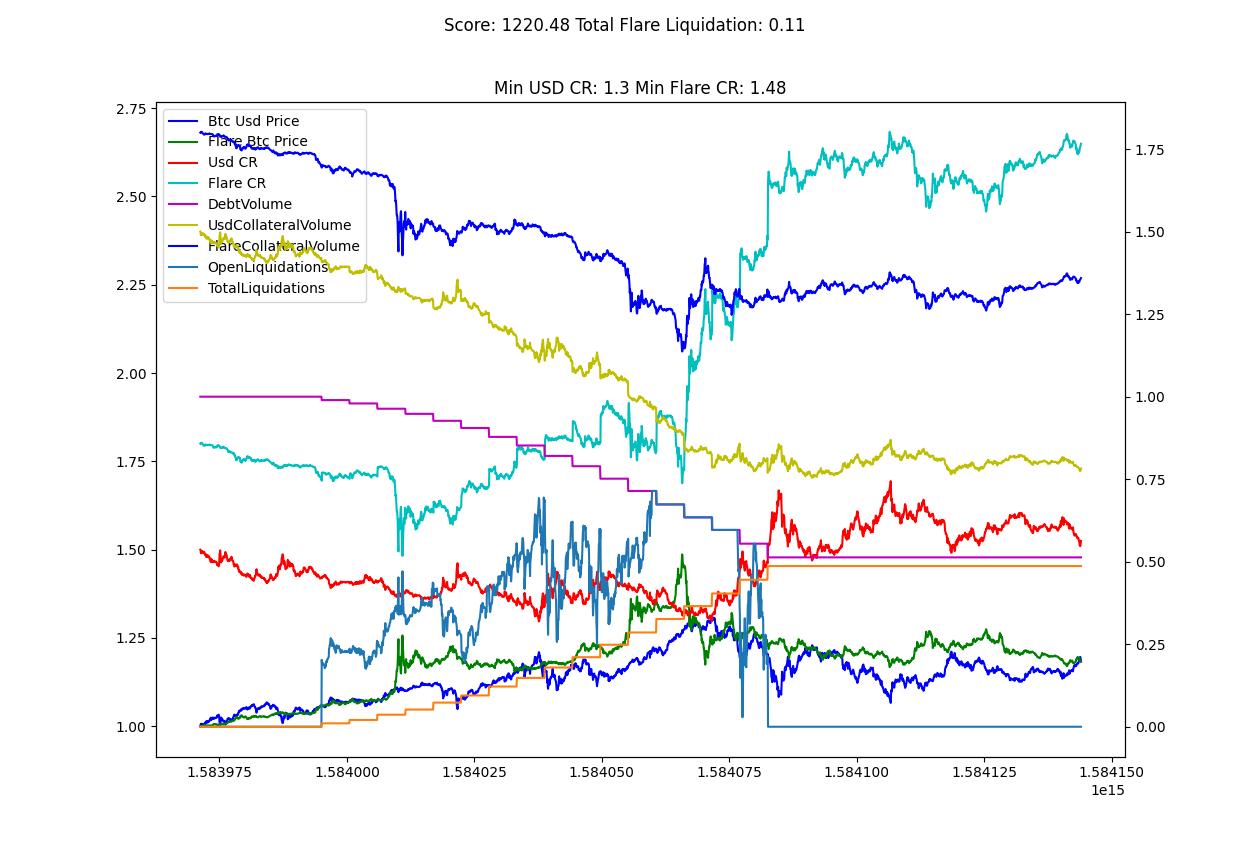 Score: 1220.48 Total Flare Liquidation: 0.11
Min USD CR: 1.3 Min Flare CR: 1.48
Btc Usd Price
Flare Btc Price
Usd CR
Flare CR
DebtVolume
UsdCollateralVolume
FlareCollateralVolume
OpenLiquidations
TotalLiquidations
2.75
2.50
2.25
2.00
1.75
1.50
1.25
1.00
1.75
1.50
1.25
1.00
0.75
0.50
0.25
0.00
1.583975 1.584000 1.584025 1.584050 1.584075 1.584100 1.584125 1.584150
1e15